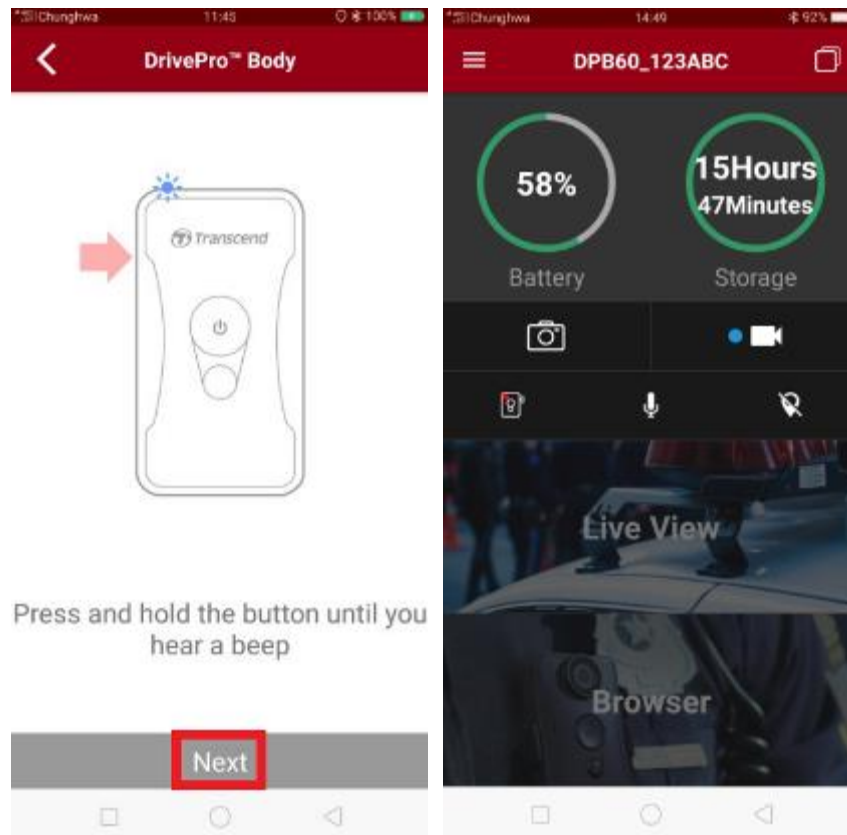 Chunghwa 11:45 100%
DrivePro™ Body
Transcend
Press and hold the button until you
hear a beep
Next
Chunghwa 14:49 92%
DPB60_123ABC
58%
15Hours
47Minutes
Battery Storage
Live View
Browser